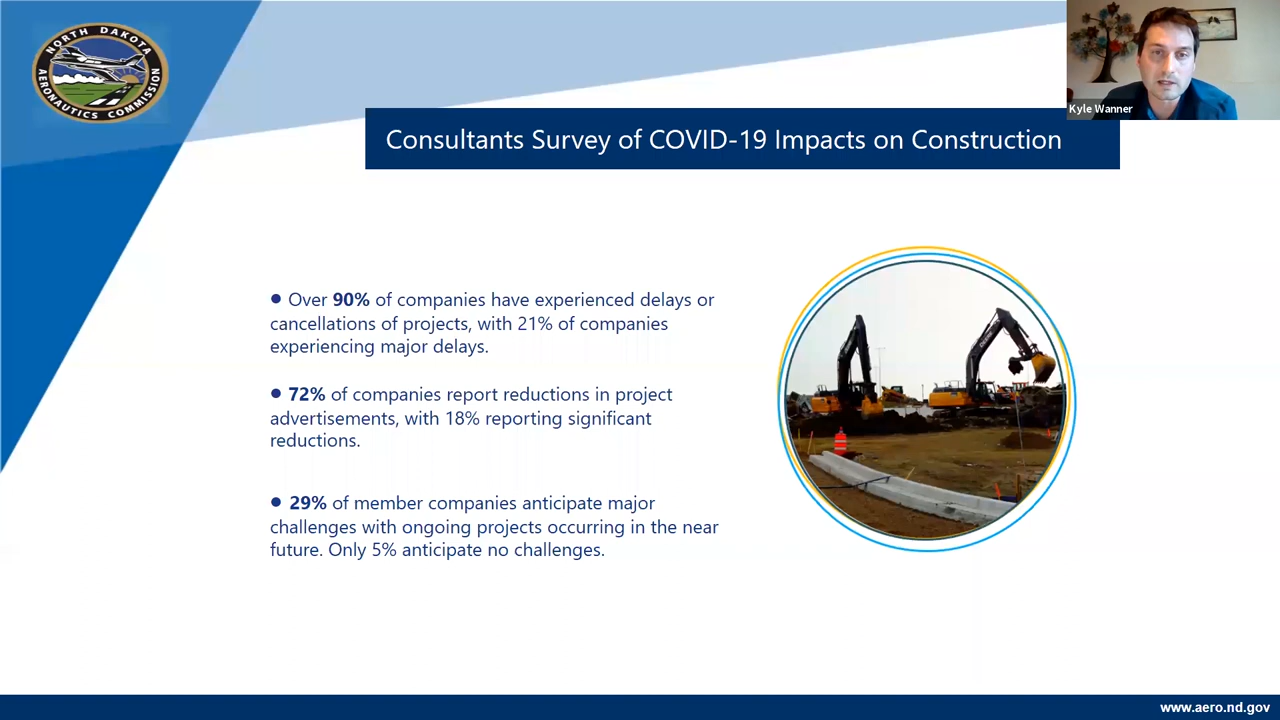 NORTH DAKOTA
AERONAUTICS COMMISSION
Kyle Wanner
Consultants Survey of COVID-19 Impacts on Construction
● Over 90% of companies have experienced delays or
cancellations of projects, with 21% of companies
experiencing major delays.
● 72% of companies report reductions in project
advertisements, with 18% reporting significant
reductions.
● 29% of member companies anticipate major
challenges with ongoing projects occurring in the near
future. Only 5% anticipate no challenges.
DEERE
www.aero.nd.gov